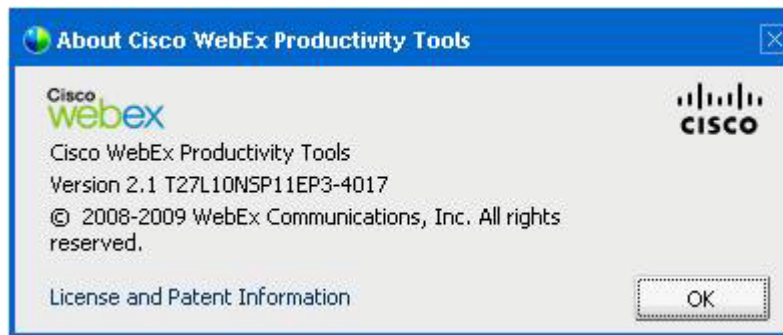 About Cisco WebEx Productivity Tools
Cisco
webex
CISCO
Cisco WebEx Productivity Tools
Version 2.1 T27L10NSP11EP3-4017
© 2008-2009 WebEx Communications, Inc. All rights
reserved.
License and Patent Information
OK